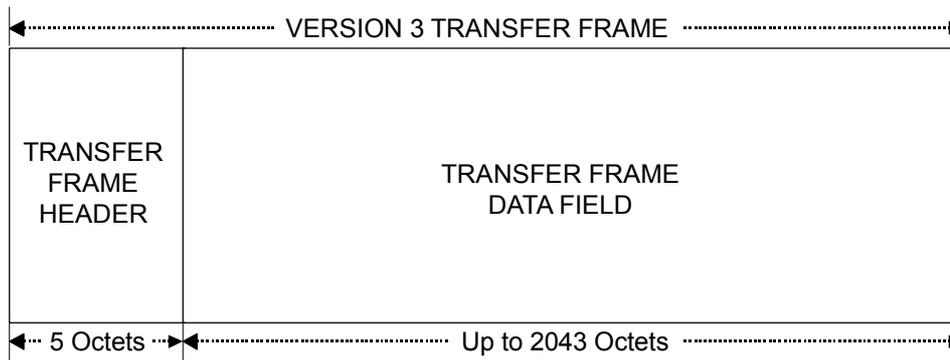 VERSION 3 TRANSFER FRAME
TRANSFER
FRAME
HEADER
TRANSFER FRAME
DATA FIELD
5 Octets
Up to 2043 Octets